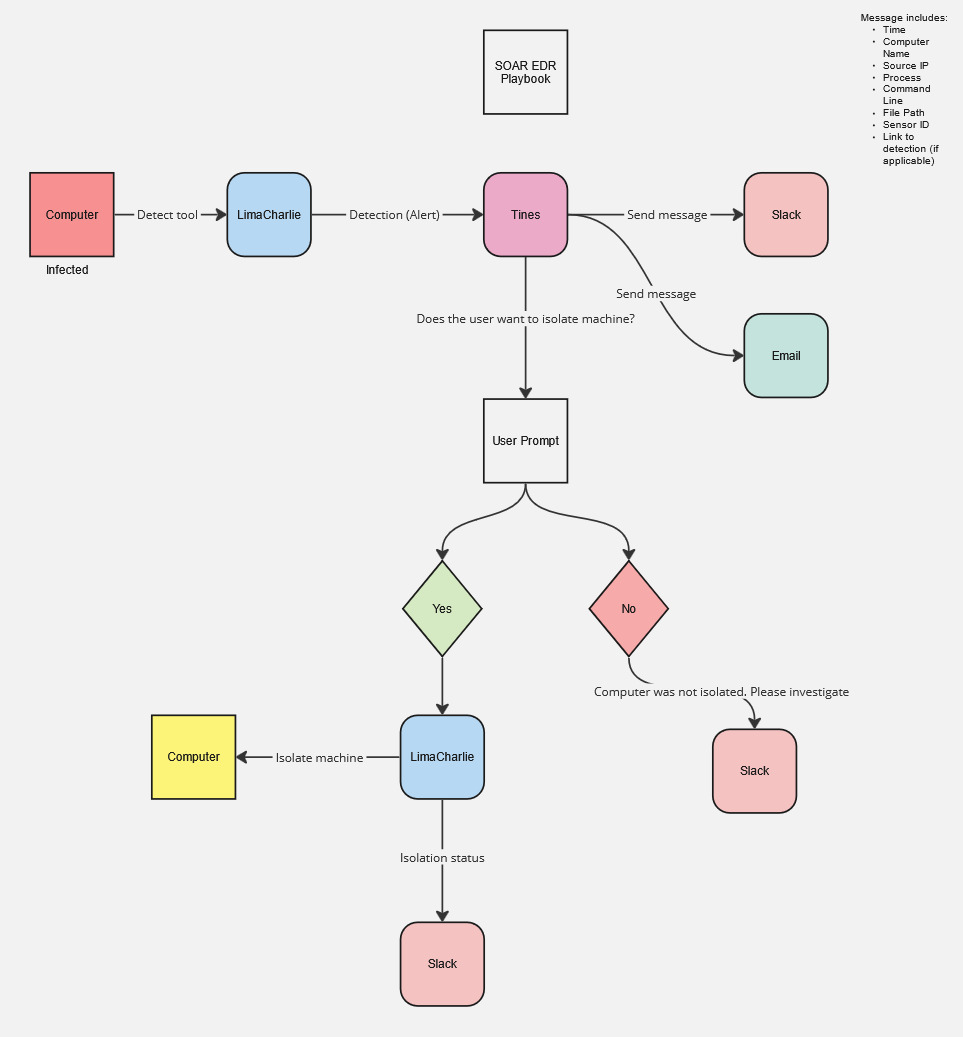 Message includes:
• Time
• Computer
Name
• Source IP
• Process
• Command
Line
• File Path
• Sensor ID
• Link to
detection (if
applicable)
SOAR EDR
Playbook
Computer
Detect tool
LimaCharlie
Detection (Alert)
Tines
Send message
Slack
Infected
Send message
Does the user want to isolate machine?
Email
User Prompt
Yes
No
Computer was not isolated. Please investigate
Computer
Isolate machine
LimaCharlie
Slack
Isolation status
Slack